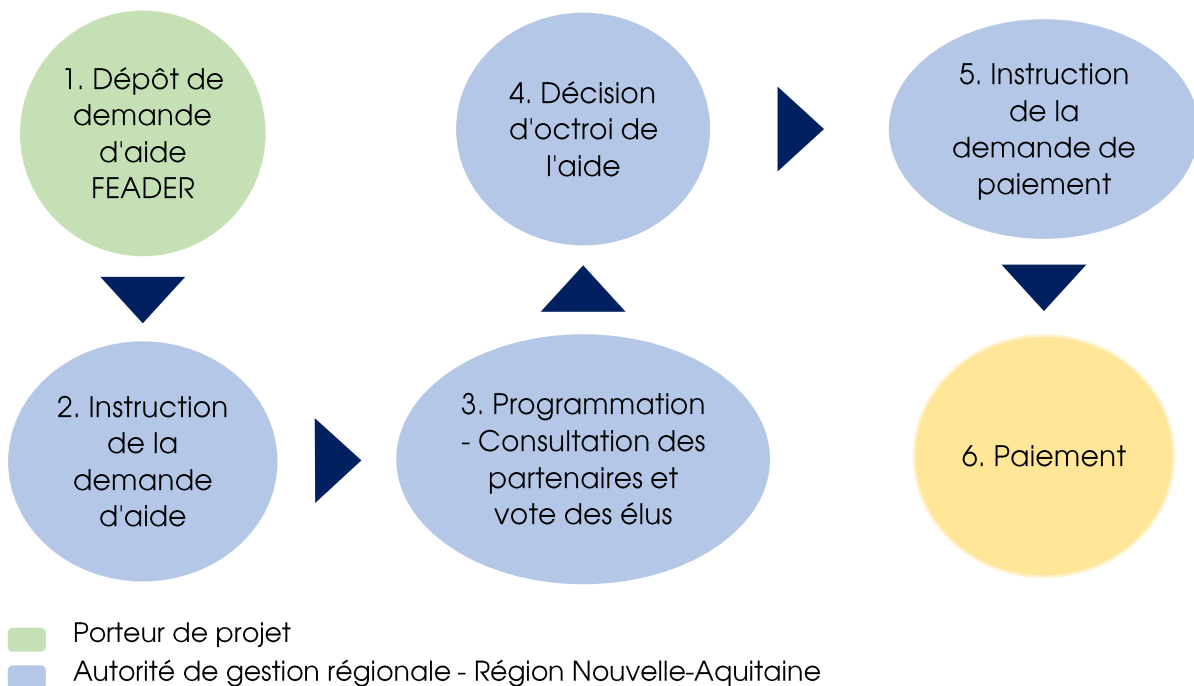 1. Dépôt de
demande
d'aide
FEADER
2. Instruction
de la
demande
d'aide
3. Programmation
- Consultation des
partenaires et
vote des élus
4. Décision
d'octroi de
l'aide
5. Instruction
de la
demande de
paiement
6. Paiement
Porteur de projet
Autorité de gestion régionale - Région Nouvelle-Aquitaine